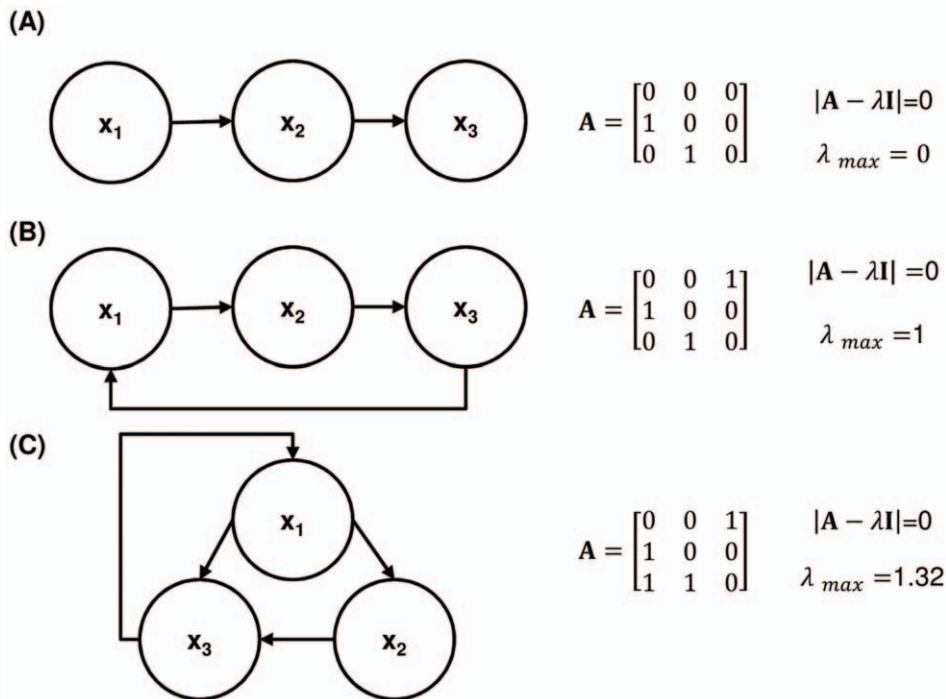 (A)
x₁ x₂ x₃
A = [0 0 0
1 0 0
0 1 0]
|A − λI|=0
λ max = 0
(B)
x₁ x₂ x₃
A = [0 0 1
1 0 0
0 1 0]
|A − λI| =0
λ max =1
(C)
x₁
x₃ x₂
A = [0 0 1
1 0 0
1 1 0]
|A − λI|=0
λ max =1.32